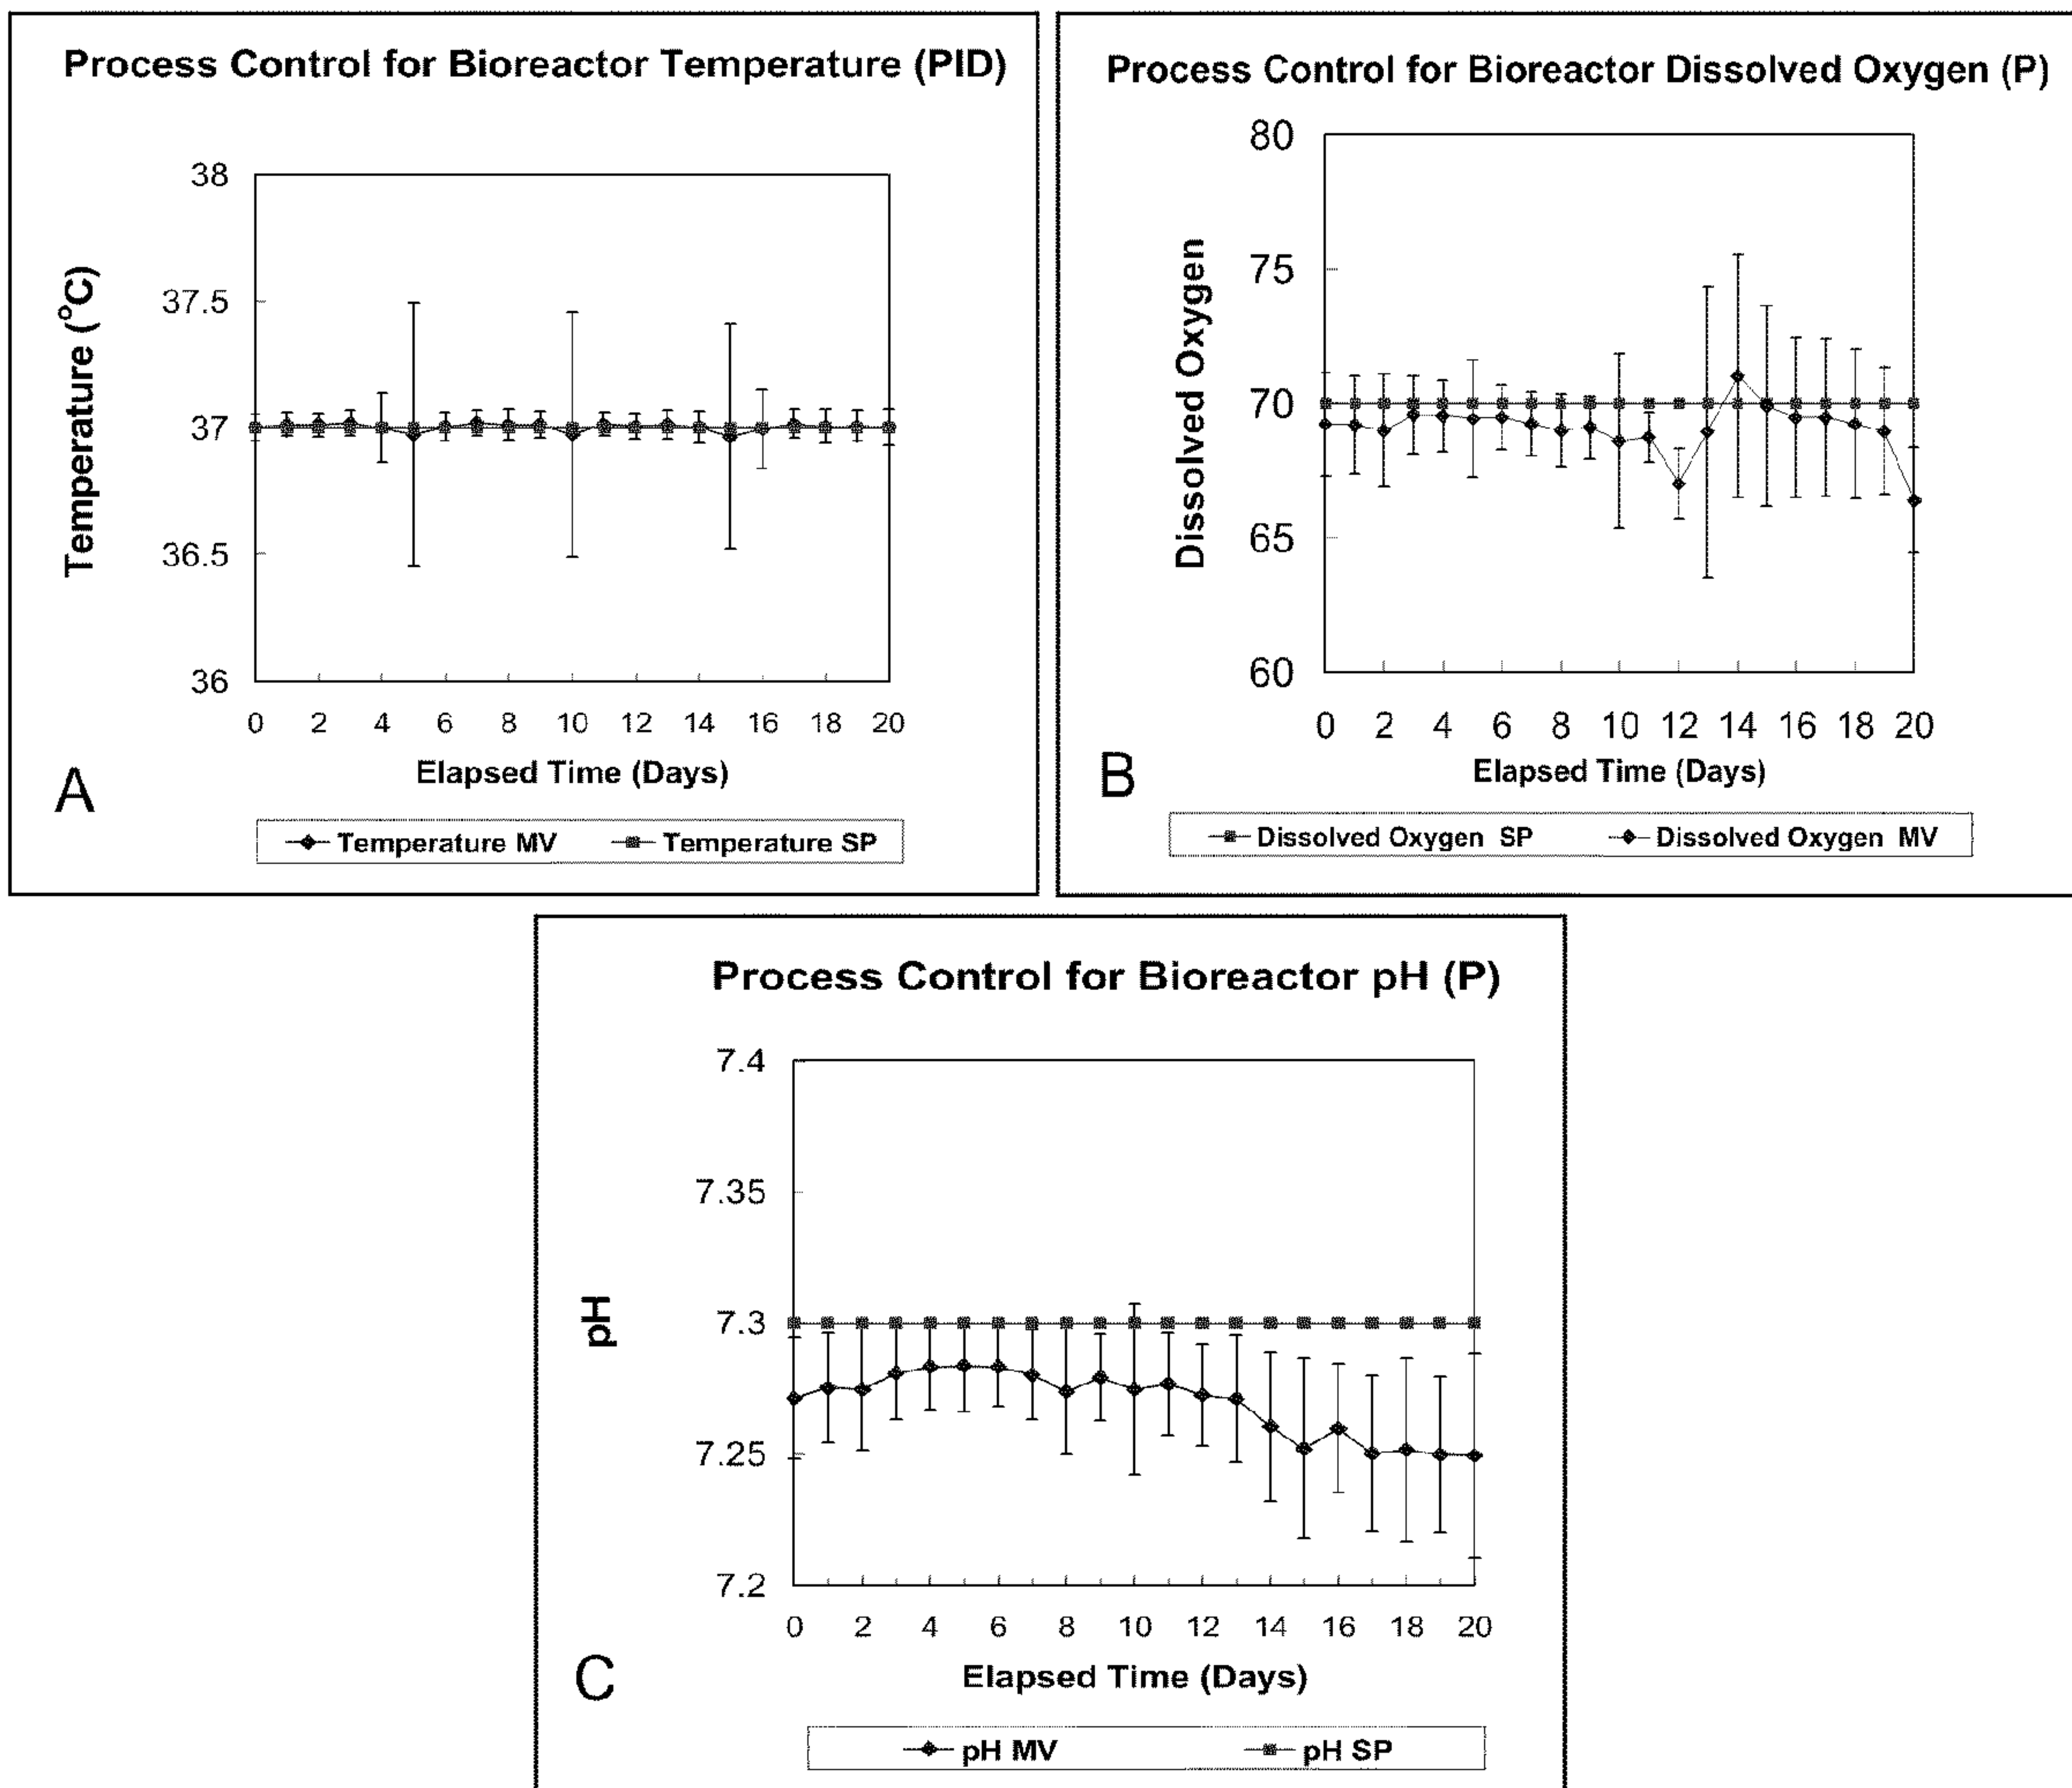 Process Control for Bioreactor Temperature (PID)
38
37.5
37
36.5
36
Temperature (°C)
0 2 4 6 8 10 12 14 16 18 20
Elapsed Time (Days)
A
Temperature MV Temperature SP
Process Control for Bioreactor Dissolved Oxygen (P)
80
75
70
65
60
Dissolved Oxygen
0 2 4 6 8 10 12 14 16 18 20
Elapsed Time (Days)
B
Dissolved Oxygen SP Dissolved Oxygen MV
Process Control for Bioreactor pH (P)
7.4
7.35
7.3
7.25
7.2
pH
0 2 4 6 8 10 12 14 16 18 20
Elapsed Time (Days)
C
pH MV pH SP